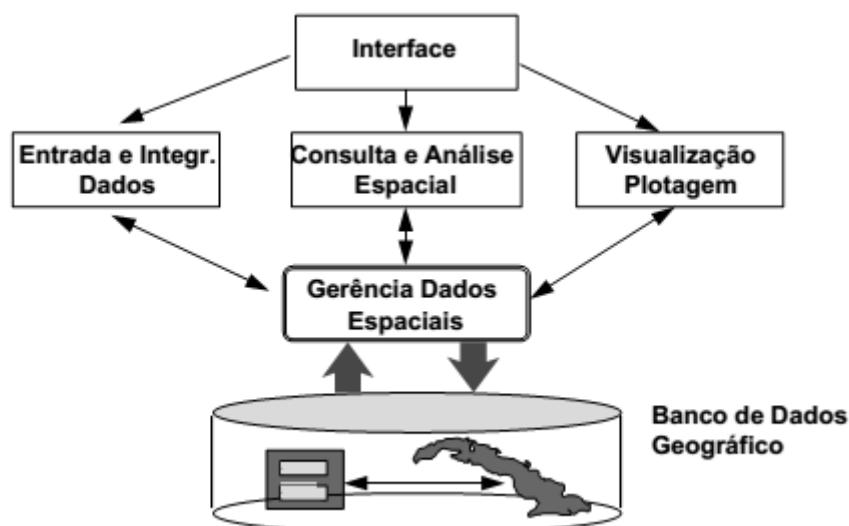 Interface
Entrada e Integr.
Dados
Consulta e Análise
Espacial
Visualização
Plotagem
Gerência Dados
Espaciais
Banco de Dados
Geográfico